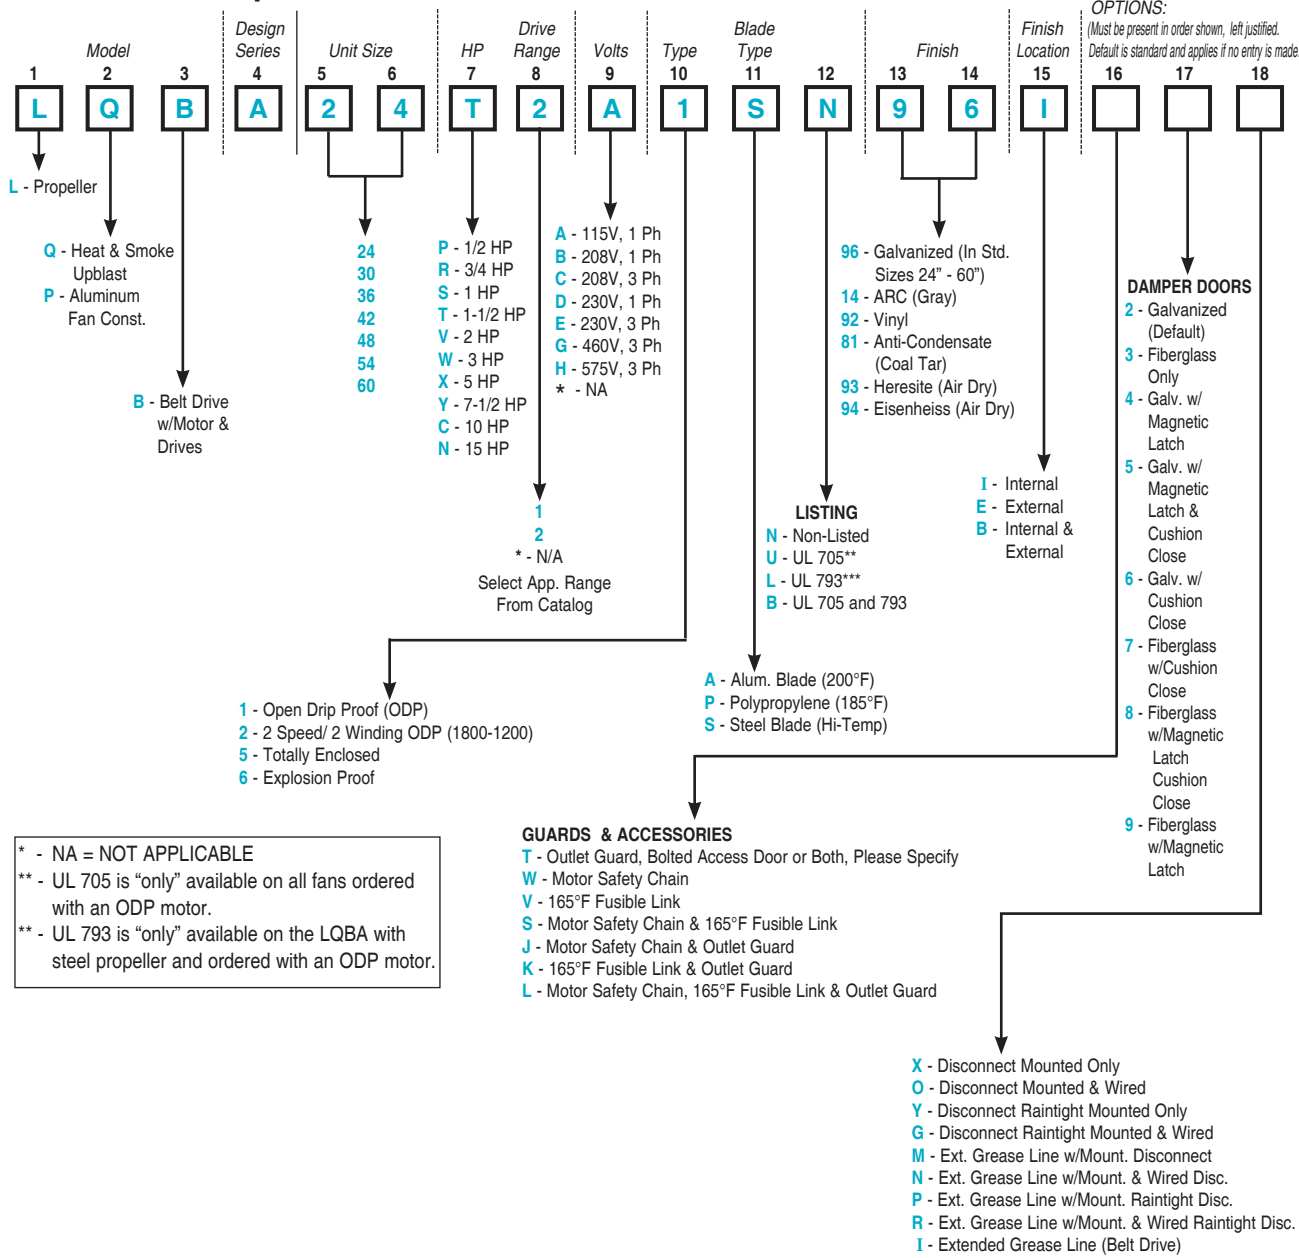 OPTIONS:
(Must be present in order shown, left justified.
Default is standard and applies if no entry is made.
Model
Design
Series
Unit Size
HP
Drive
Range
Volts
Type
Blade
Type
Finish
Finish
Location
1 2 3 4 5 6 7 8 9 10 11 12 13 14 15 16 17 18
L Q B A 2 4 T 2 A 1 S N 9 6 I
L - Propeller
Q - Heat & Smoke
Upblast
P - Aluminum
Fan Const.
B - Belt Drive
w/Motor &
Drives
24
30
36
42
48
54
60
P - 1/2 HP
R - 3/4 HP
S - 1 HP
T - 1-1/2 HP
V - 2 HP
W - 3 HP
X - 5 HP
Y - 7-1/2 HP
C - 10 HP
N - 15 HP
1
2
* - N/A
Select App. Range
From Catalog
A - 115V, 1 Ph
B - 208V, 1 Ph
C - 208V, 3 Ph
D - 230V, 1 Ph
E - 230V, 3 Ph
G - 460V, 3 Ph
H - 575V, 3 Ph
* - NA
1 - Open Drip Proof (ODP)
2 - 2 Speed/ 2 Winding ODP (1800-1200)
5 - Totally Enclosed
6 - Explosion Proof
A - Alum. Blade (200°F)
P - Polypropylene (185°F)
S - Steel Blade (Hi-Temp)
LISTING
N - Non-Listed
U - UL 705**
L - UL 793***
B - UL 705 and 793
96 - Galvanized (In Std.
Sizes 24” - 60”)
14 - ARC (Gray)
92 - Vinyl
81 - Anti-Condensate
(Coal Tar)
93 - Heresite (Air Dry)
94 - Eisenheiss (Air Dry)
I - Internal
E - External
B - Internal &
External
DAMPER DOORS
2 - Galvanized
(Default)
3 - Fiberglass
Only
4 - Galv. w/
Magnetic
Latch
5 - Galv. w/
Magnetic
Latch &
Cushion
Close
6 - Galv. w/
Cushion
Close
7 - Fiberglass
w/Cushion
Close
8 - Fiberglass
w/Magnetic
Latch
Cushion
Close
9 - Fiberglass
w/Magnetic
Latch
GUARDS & ACCESSORIES
T - Outlet Guard, Bolted Access Door or Both, Please Specify
W - Motor Safety Chain
V - 165°F Fusible Link
S - Motor Safety Chain & 165°F Fusible Link
J - Motor Safety Chain & Outlet Guard
K - 165°F Fusible Link & Outlet Guard
L - Motor Safety Chain, 165°F Fusible Link & Outlet Guard
* - NA = NOT APPLICABLE
** - UL 705 is “only” available on all fans ordered
with an ODP motor.
** - UL 793 is “only” available on the LQBA with
steel propeller and ordered with an ODP motor.
X - Disconnect Mounted Only
O - Disconnect Mounted & Wired
Y - Disconnect Raintight Mounted Only
G - Disconnect Raintight Mounted & Wired
M - Ext. Grease Line w/Mount. Disconnect
N - Ext. Grease Line w/Mount. & Wired Disc.
P - Ext. Grease Line w/Mount. Raintight Disc.
R - Ext. Grease Line w/Mount. & Wired Raintight Disc.
I - Extended Grease Line (Belt Drive)